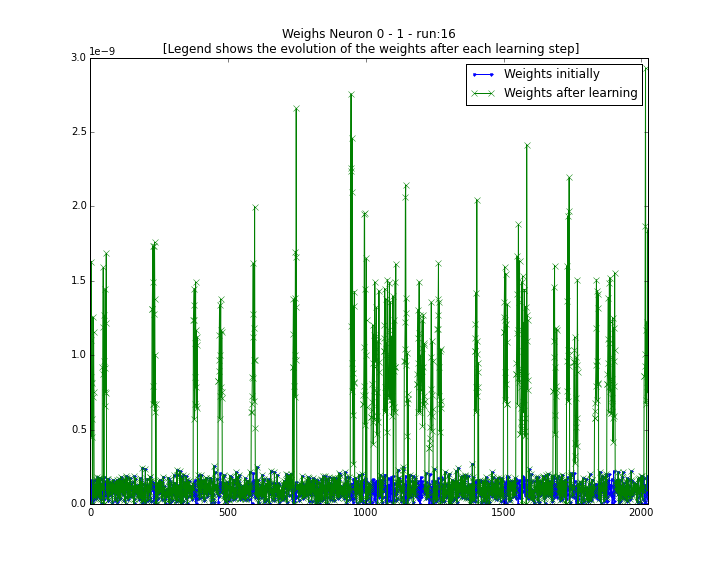 Weighs Neuron 0 - 1 - run:16
[Legend shows the evolution of the weights after each learning step]
1e−9
Weights initially
Weights after learning
3.0
2.5
2.0
1.5
1.0
0.5
0.0
0 500 1000 1500 2000